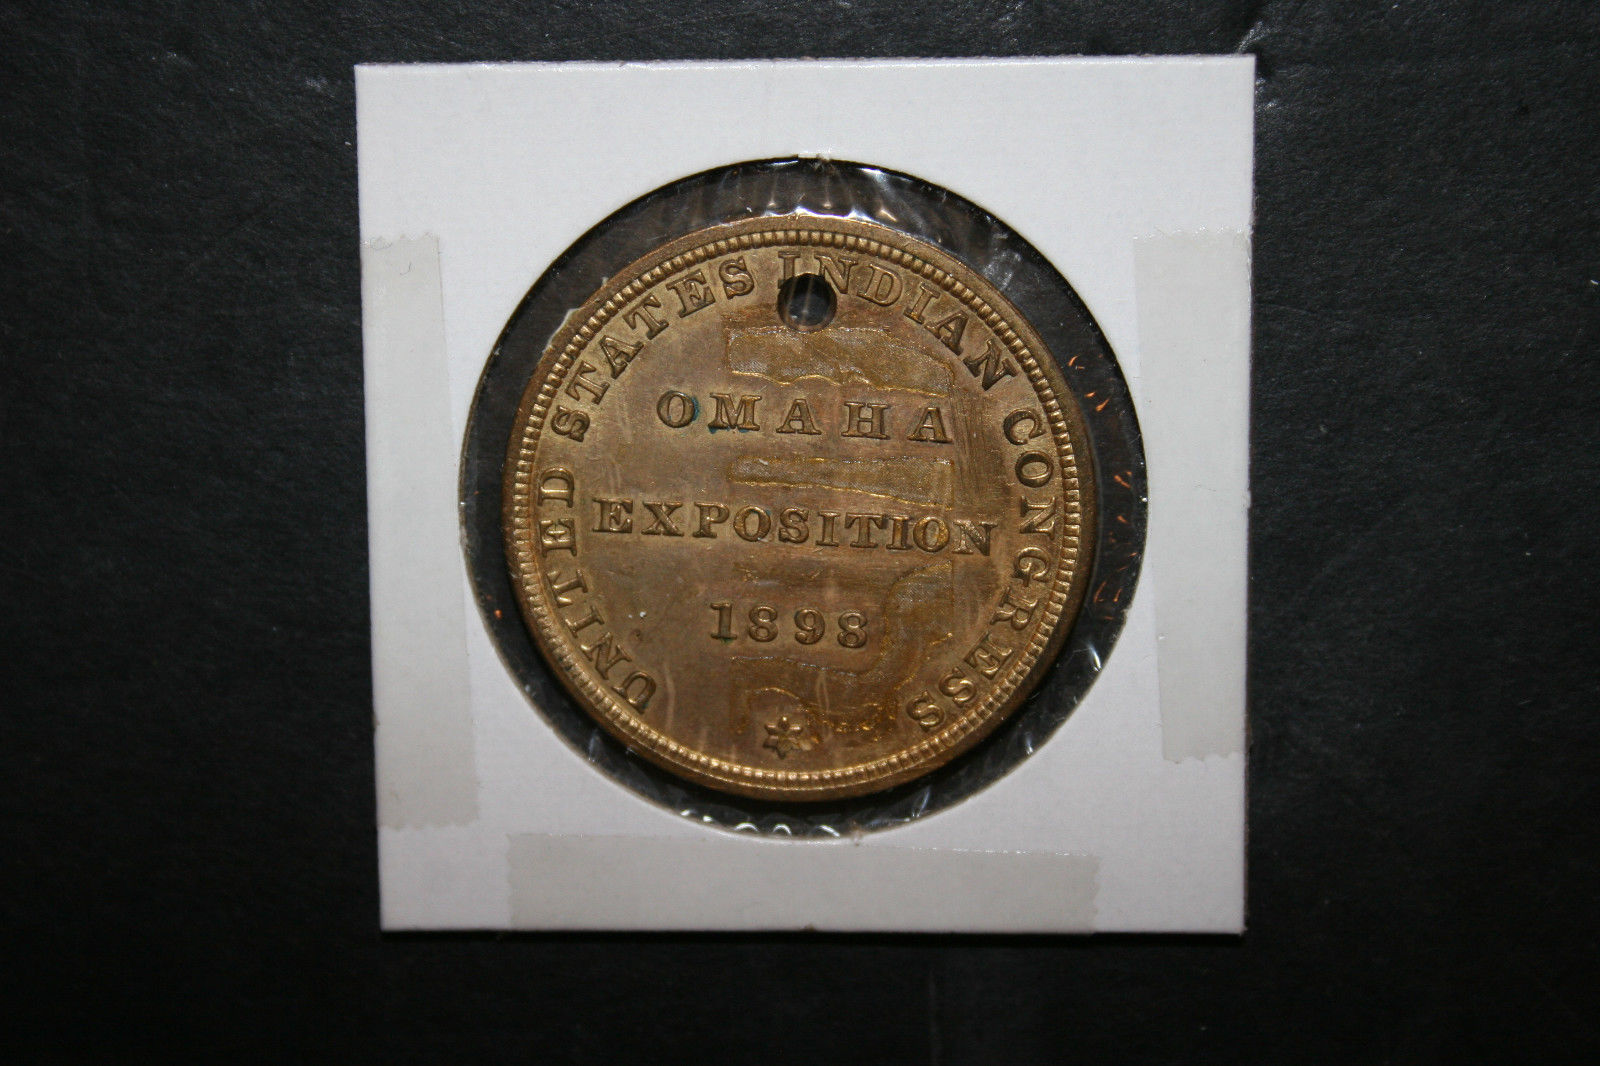 UNITED STATES INDIAN CONGRESS
OMAHA
EXPOSITION
1898